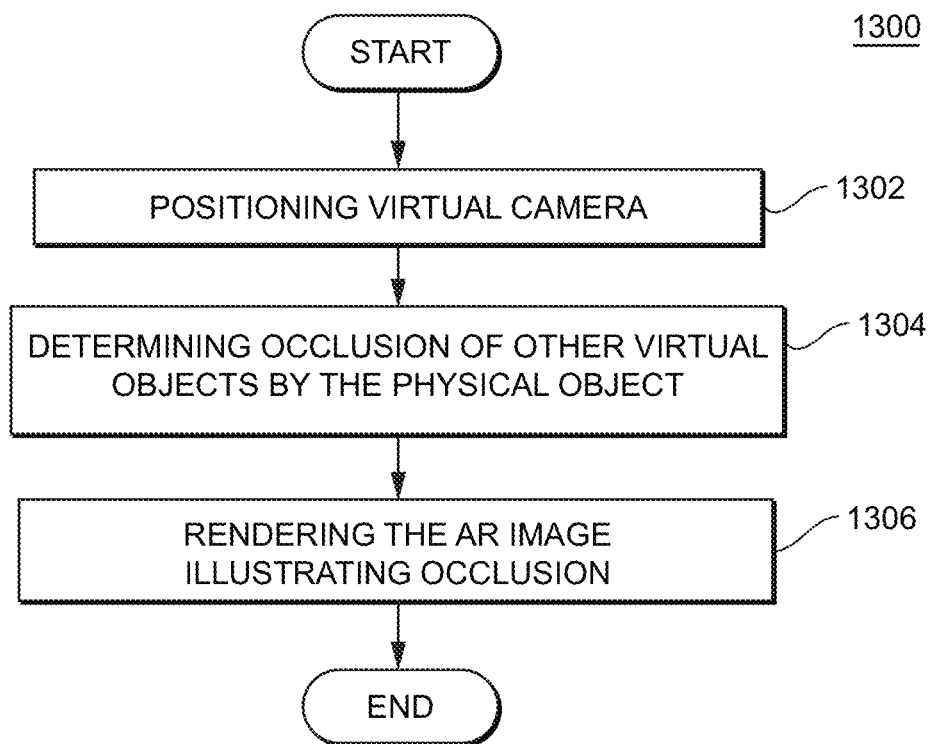 1300
START
POSITIONING VIRTUAL CAMERA
1302
DETERMINING OCCLUSION OF OTHER VIRTUAL
OBJECTS BY THE PHYSICAL OBJECT
1304
RENDERING THE AR IMAGE
ILLUSTRATING OCCLUSION
1306
END